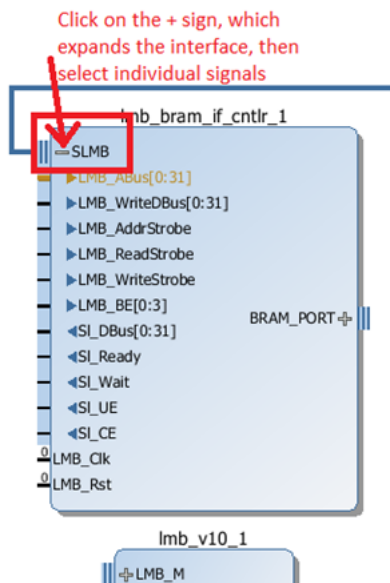 Click on the + sign, which
expands the interface, then
select individual signals
lmb_bram_if_cntlr_1
SLMB
LMB_ABus[0:31]
LMB_WriteDBus[0:31]
LMB_AddrStrobe
LMB_ReadStrobe
LMB_WriteStrobe
LMB_BE[0:3]
BRAM_PORT
Sl_DBus[0:31]
Sl_Ready
Sl_Wait
Sl_UE
Sl_CE
0
LMB_Clk
0
LMB_Rst
lmb_v10_1
LMB_M